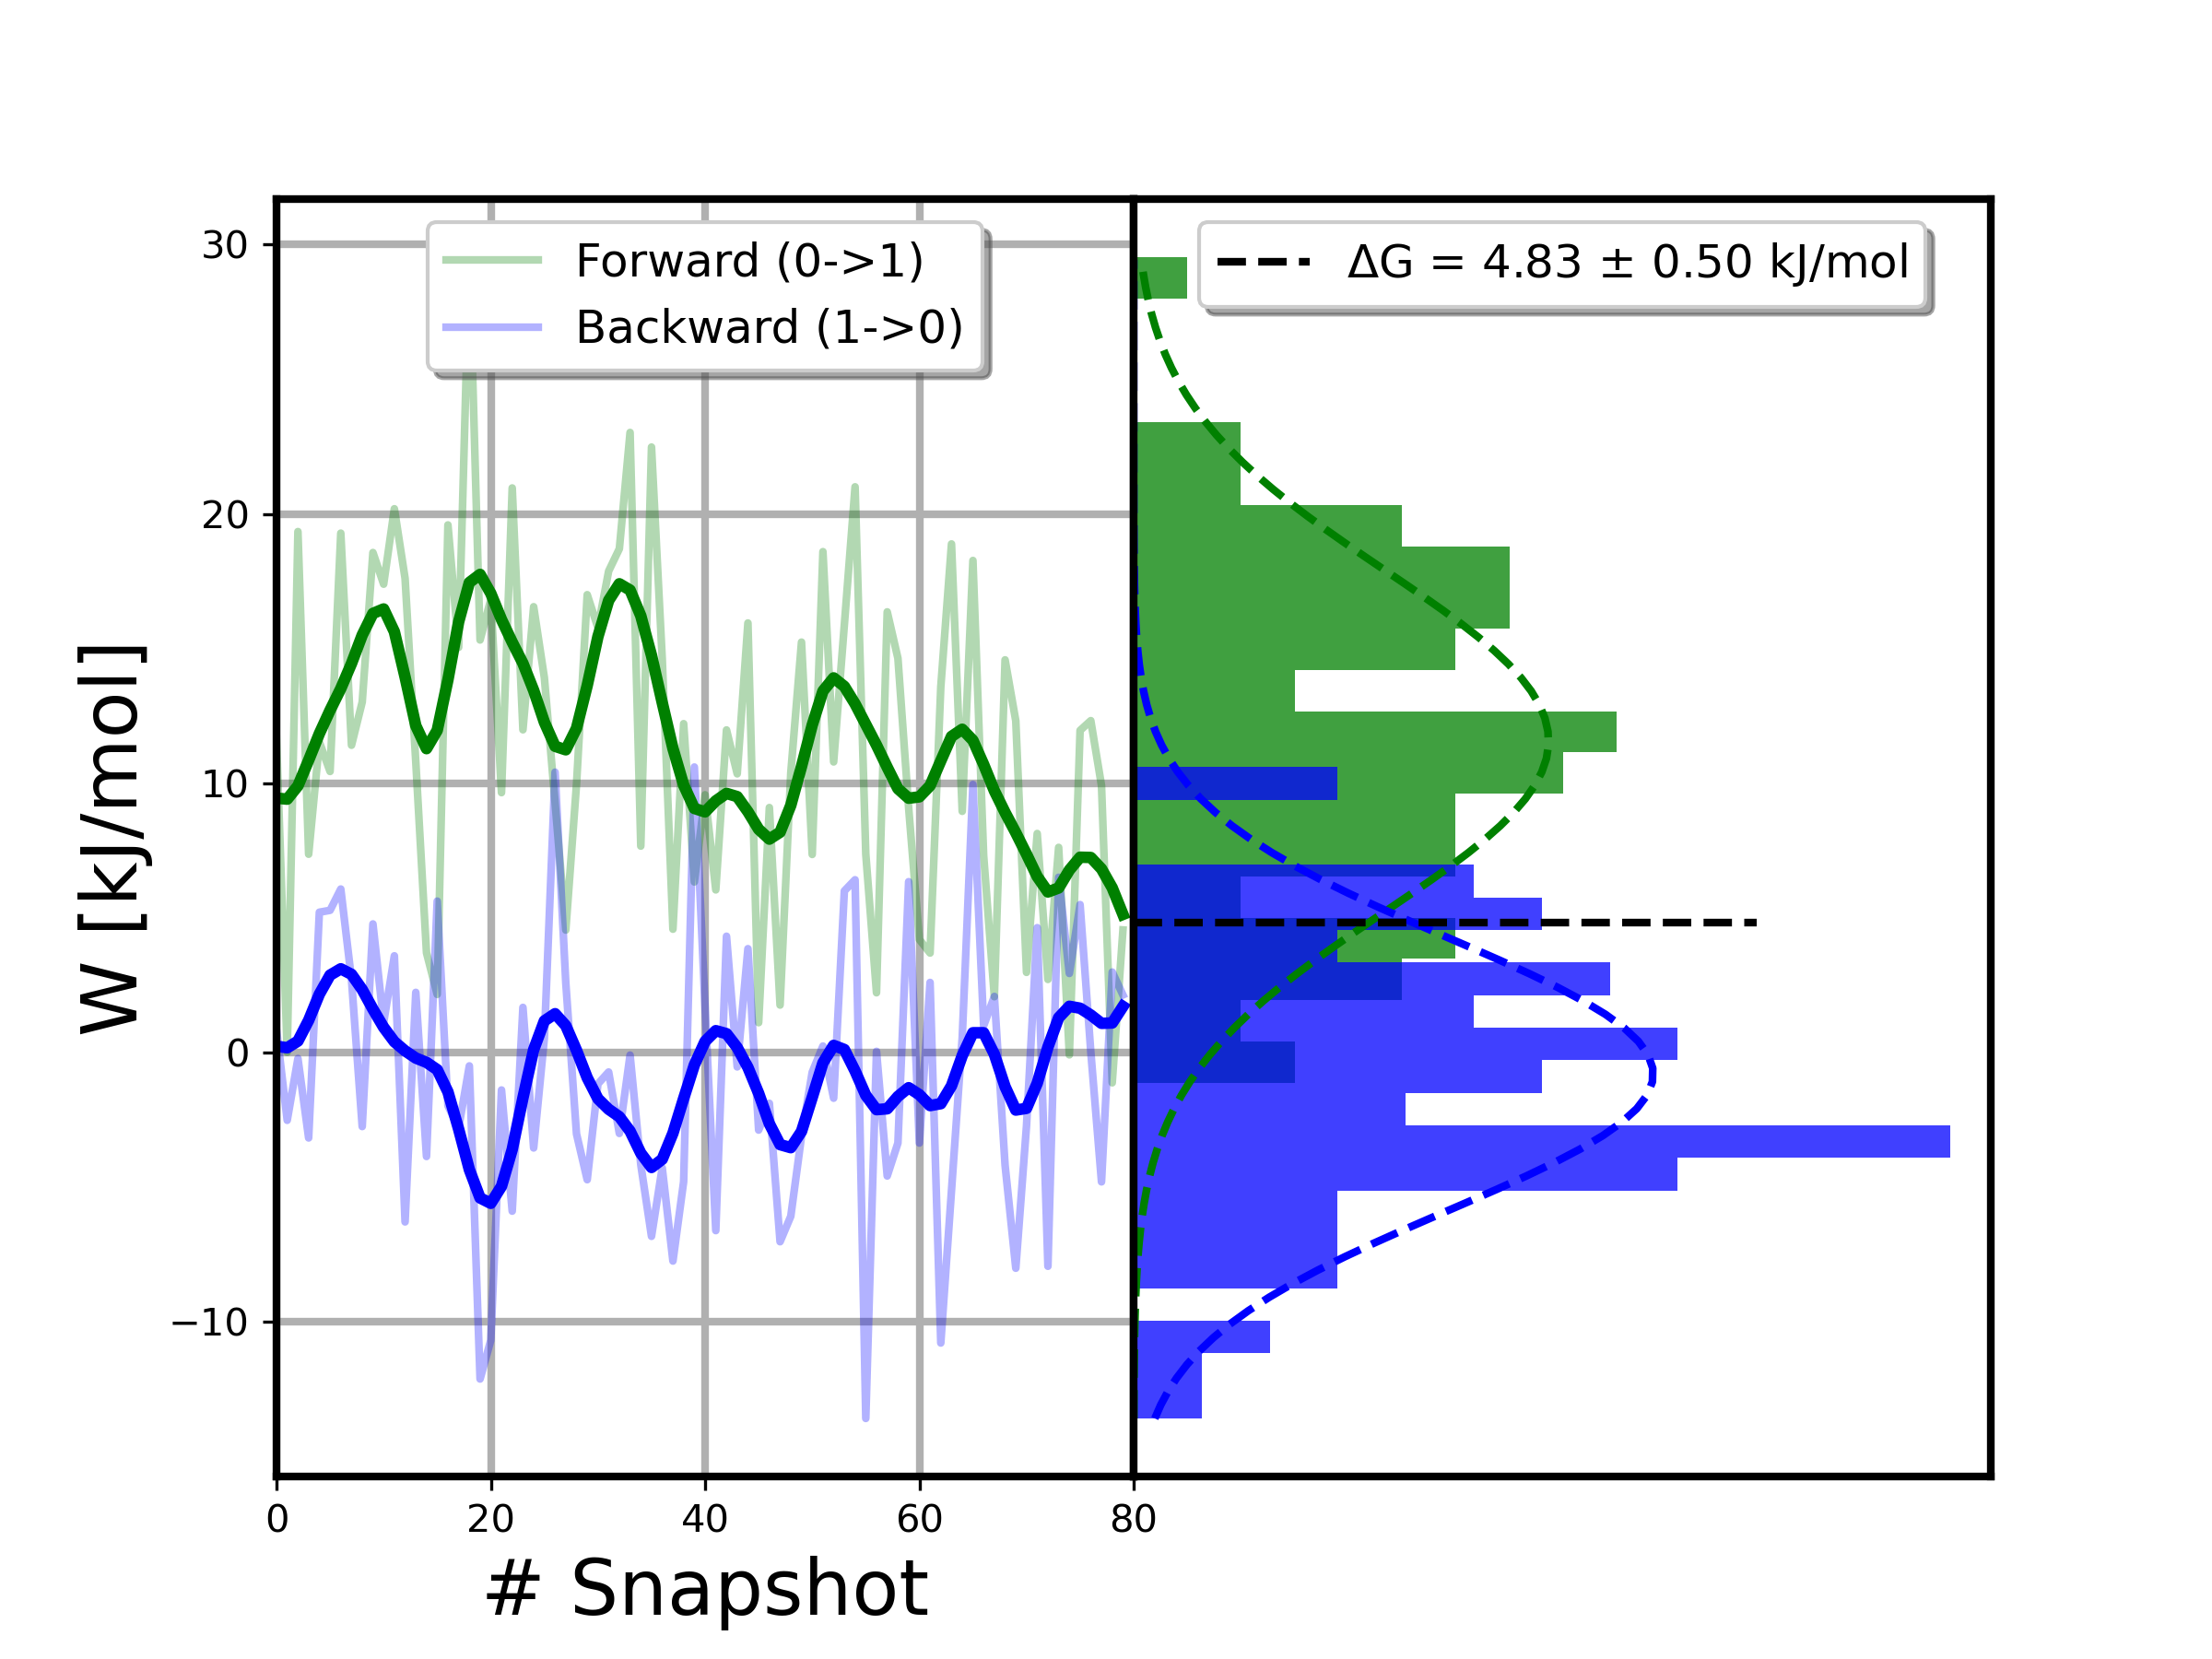 Forward (0->1)
Backward (1->0)
ΔG = 4.83 ± 0.50 kJ/mol
W [kJ/mol]
30
20
10
0
−10
0 20 40 60 80
# Snapshot